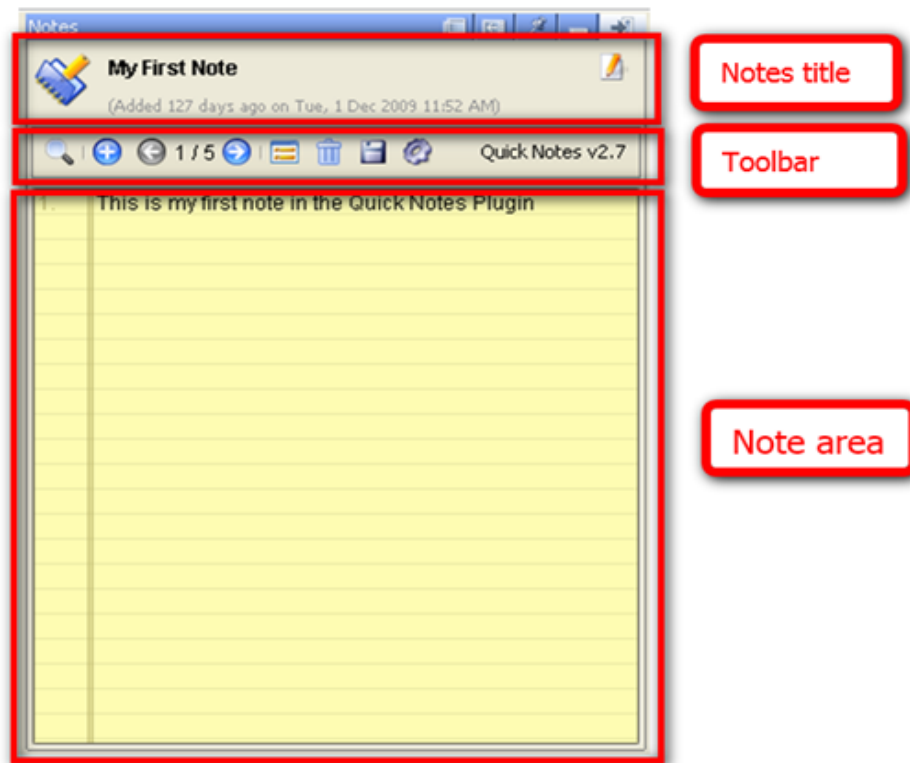 Notes
My First Note
(Added 127 days ago on Tue, 1 Dec 2009 11:52 AM)
Notes title
1 / 5
Quick Notes v2.7
Toolbar
1. This is my first note in the Quick Notes Plugin
Note area